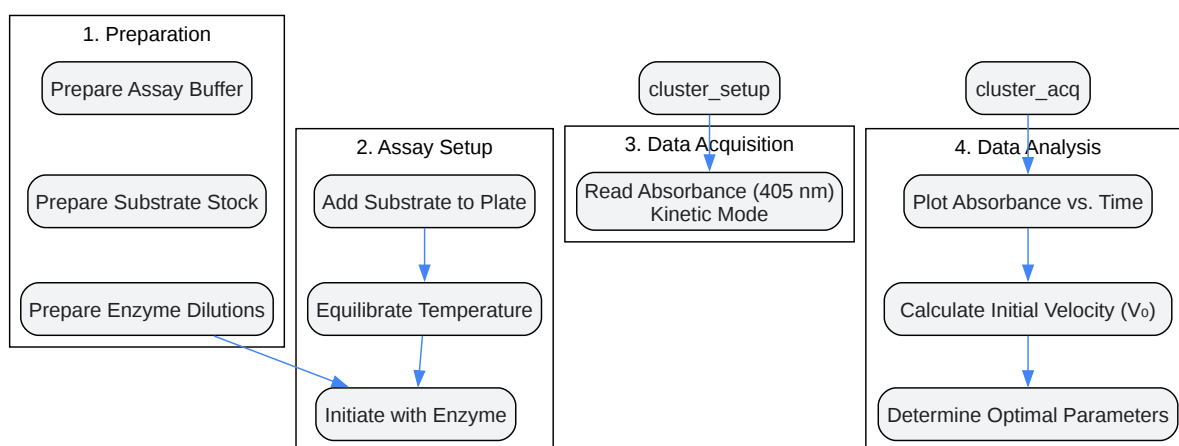 1. Preparation
Prepare Assay Buffer
Prepare Substrate Stock
Prepare Enzyme Dilutions
2. Assay Setup
Add Substrate to Plate
Equilibrate Temperature
Initiate with Enzyme
cluster_setup
3. Data Acquisition
Read Absorbance (405 nm)
Kinetic Mode
cluster_acq
4. Data Analysis
Plot Absorbance vs. Time
Calculate Initial Velocity (V₀)
Determine Optimal Parameters